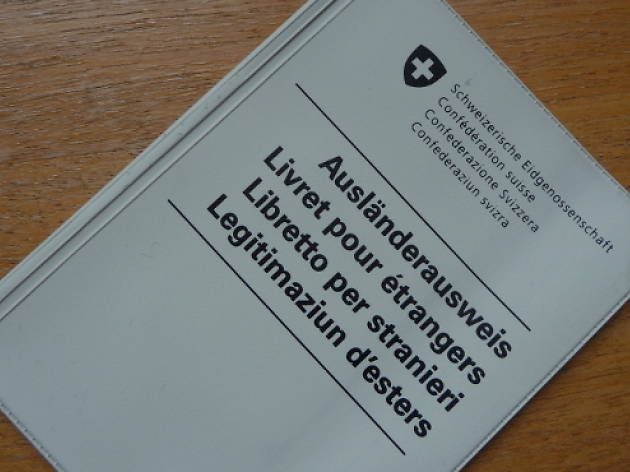 Schweizerische Eidgenossenschaft
Confédération suisse
Confederazione Svizzera
Confederaziun svizra
Ausländerausweis
Livret pour étrangers
Libretto per stranieri
Legitimaziun d'esters